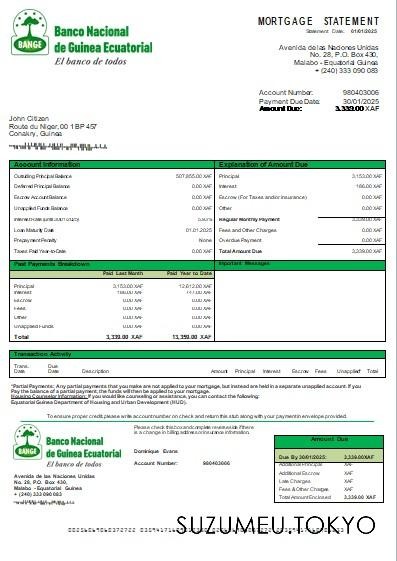 BANGE
Banco Nacional
de Guinea Ecuatorial
El banco de todos
MORTGAGE STATEMENT
Statement Date: 01/01/2025
Avenida de las Naciones Unidas
No. 28, P.O. Box 430,
Malabo - Equatorial Guinea
+ (240) 333 090 083
Account Number: 980403006
Payment Due Date: 30/01/2025
Amount Due: 3,339.00 XAF
John Citizen
Route du Niger, 00 1 BP 457
Conakry, Guinea
Account Information
Outstanding Principal Balance 507,855.00 XAF
Deferred Principal Balance 0.00 XAF
Escrow Account Balance 0.00 XAF
Unapplied Funds Balance 0.00 XAF
Interest Rate
Loan Maturity Date 01.01.2025
Prepayment Penalty None
Taxes Paid Year-to-Date 0.00 XAF
Explanation of Amount Due
Principal 3,153.00 XAF
Interest 186.00 XAF
Escrow (For Taxes and/or Insurance) 0.00 XAF
Other 0.00 XAF
Regular Monthly Payment 3,339.00 XAF
Fees and Other Charges 0.00 XAF
Overdue Payment 0.00 XAF
Total Amount Due 3,339.00 XAF
Past Payments Breakdown
Paid Last Month Paid Year to Date
Principal 3,153.00 XAF 12,612.00 XAF
Interest 186.00 XAF 747.00 XAF
Escrow 0.00 XAF 0.00 XAF
Fees 0.00 XAF 0.00 XAF
Other 0.00 XAF 0.00 XAF
Unapplied Funds 0.00 XAF 0.00 XAF
Total 3,339.00 XAF 13,359.00 XAF
Important Messages
Transaction Activity
Trans. Date Due Date Description Amount Principal Interest Escrow Fees Unapplied* Total
*Partial Payments: Any partial payments that you make are not applied to your mortgage, but instead are held in a separate unapplied account. If you
Pay the balance of a partial payment, the funds will then be applied to your mortgage.
Housing Counselor Information: If you would like counseling or assistance, you can contact the following:
Equatorial Guinea Department of Housing and Urban Development (HUD).
To ensure proper credit please write account number on check and return this stub along with your payment in envelope provided.
BANGE
Banco Nacional
de Guinea Ecuatorial
El banco de todos
Please check this box and complete reverse side if there
is a change in billing address or insurance information.
Dominique Evans
Account Number: 980403006
Avenida de las Naciones Unidas
No. 28, P.O. Box 430,
Malabo - Equatorial Guinea
+ (240) 333 090 083
Amount Due
Due By 30/01/2025: 3,339.00 XAF
Additional Principal XAF
Additional Escrow XAF
Late Charges XAF
Fees & Other Charges XAF
Total Amount Enclosed 3,339.00 XAF
SUZUMEU.TOKYO